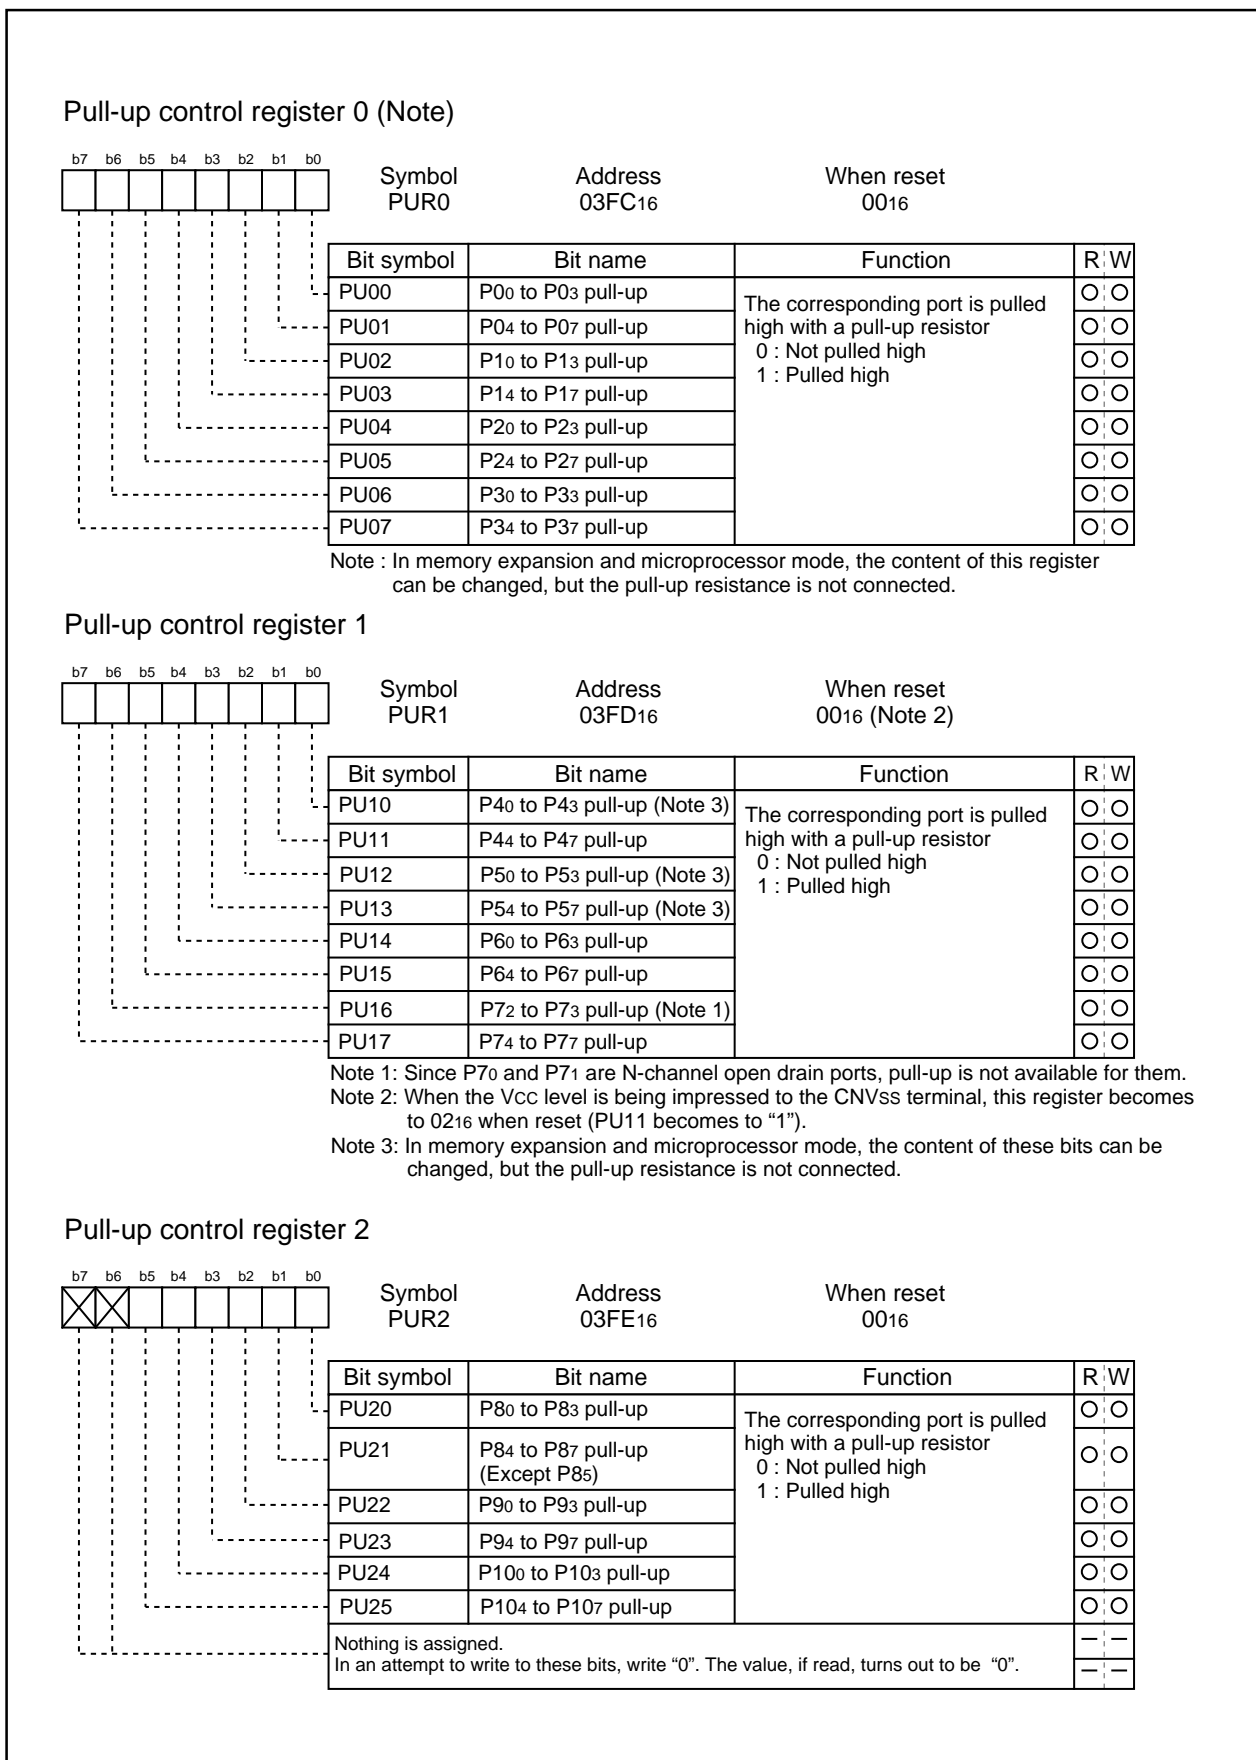 Pull-up control register 0 (Note)
b7 b6 b5 b4 b3 b2 b1 b0
Symbol Address When reset
PUR0 03FC16 0016
Bit symbol Bit name Function R W
PU00 P00 to P03 pull-up The corresponding port is pulled
PU01 P04 to P07 pull-up high with a pull-up resistor
PU02 P10 to P13 pull-up 0 : Not pulled high
PU03 P14 to P17 pull-up 1 : Pulled high
PU04 P20 to P23 pull-up
PU05 P24 to P27 pull-up
PU06 P30 to P33 pull-up
PU07 P34 to P37 pull-up
Note : In memory expansion and microprocessor mode, the content of this register
can be changed, but the pull-up resistance is not connected.
Pull-up control register 1
b7 b6 b5 b4 b3 b2 b1 b0
Symbol Address When reset
PUR1 03FD16 0016 (Note 2)
Bit symbol Bit name Function R W
PU10 P40 to P43 pull-up (Note 3) The corresponding port is pulled
PU11 P44 to P47 pull-up high with a pull-up resistor
PU12 P50 to P53 pull-up (Note 3) 0 : Not pulled high
PU13 P54 to P57 pull-up (Note 3) 1 : Pulled high
PU14 P60 to P63 pull-up
PU15 P64 to P67 pull-up
PU16 P72 to P73 pull-up (Note 1)
PU17 P74 to P77 pull-up
Note 1: Since P70 and P71 are N-channel open drain ports, pull-up is not available for them.
Note 2: When the VCC level is being impressed to the CNVSS terminal, this register becomes
to 0216 when reset (PU11 becomes to “1”).
Note 3: In memory expansion and microprocessor mode, the content of these bits can be
changed, but the pull-up resistance is not connected.
Pull-up control register 2
b7 b6 b5 b4 b3 b2 b1 b0
Symbol Address When reset
PUR2 03FE16 0016
Bit symbol Bit name Function R W
PU20 P80 to P83 pull-up The corresponding port is pulled
PU21 P84 to P87 pull-up high with a pull-up resistor
(Except P85) 0 : Not pulled high
PU22 P90 to P93 pull-up 1 : Pulled high
PU23 P94 to P97 pull-up
PU24 P100 to P103 pull-up
PU25 P104 to P107 pull-up
Nothing is assigned.
In an attempt to write to these bits, write “0”. The value, if read, turns out to be “0”.